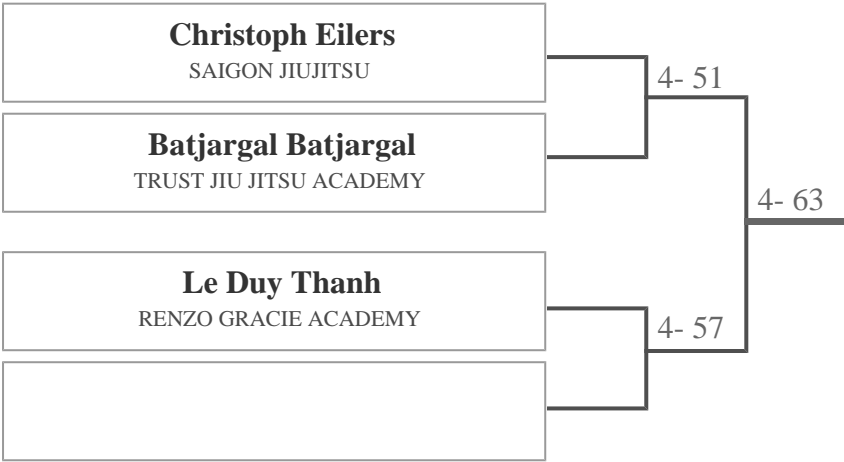 Christoph Eilers
SAIGON JIUJITSU
4- 51
Batjargal Batjargal
TRUST JIU JITSU ACADEMY
4- 63
Le Duy Thanh
RENZO GRACIE ACADEMY
4- 57